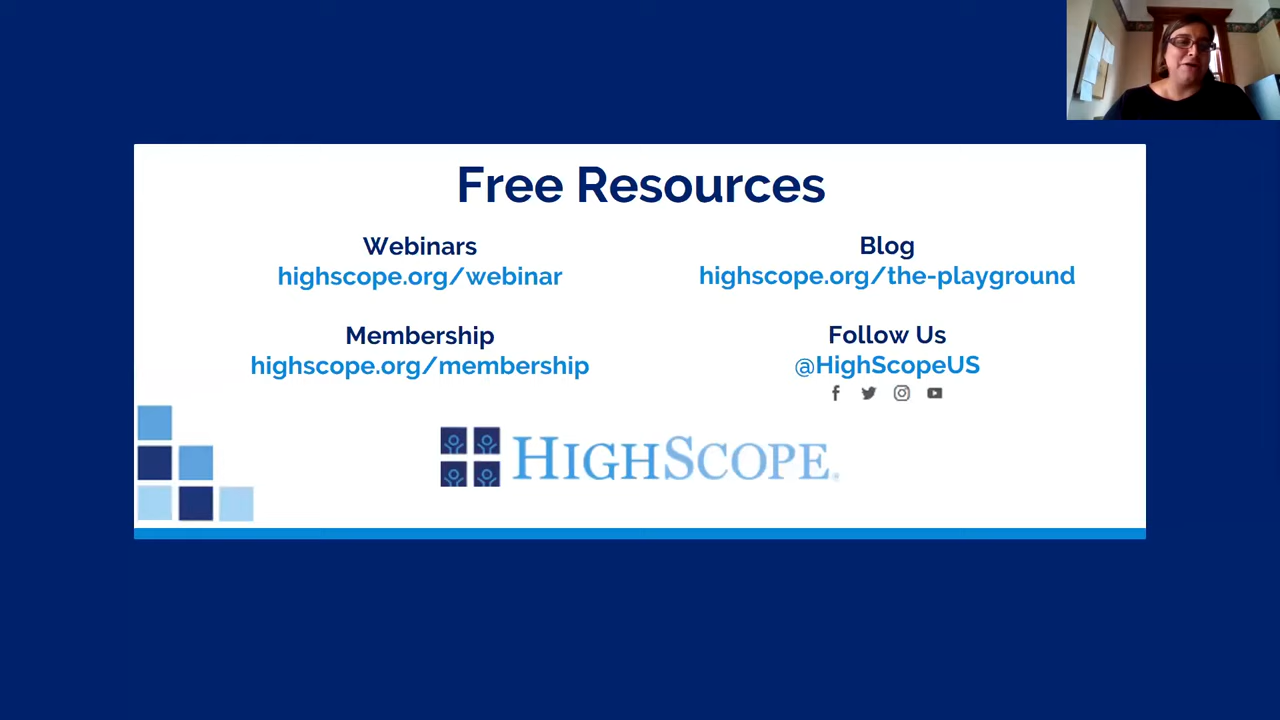 Free Resources
Webinars
highscope.org/webinar
Blog
highscope.org/the-playground
Membership
highscope.org/membership
Follow Us
@HighScopeUS
HIGHSCOPE®